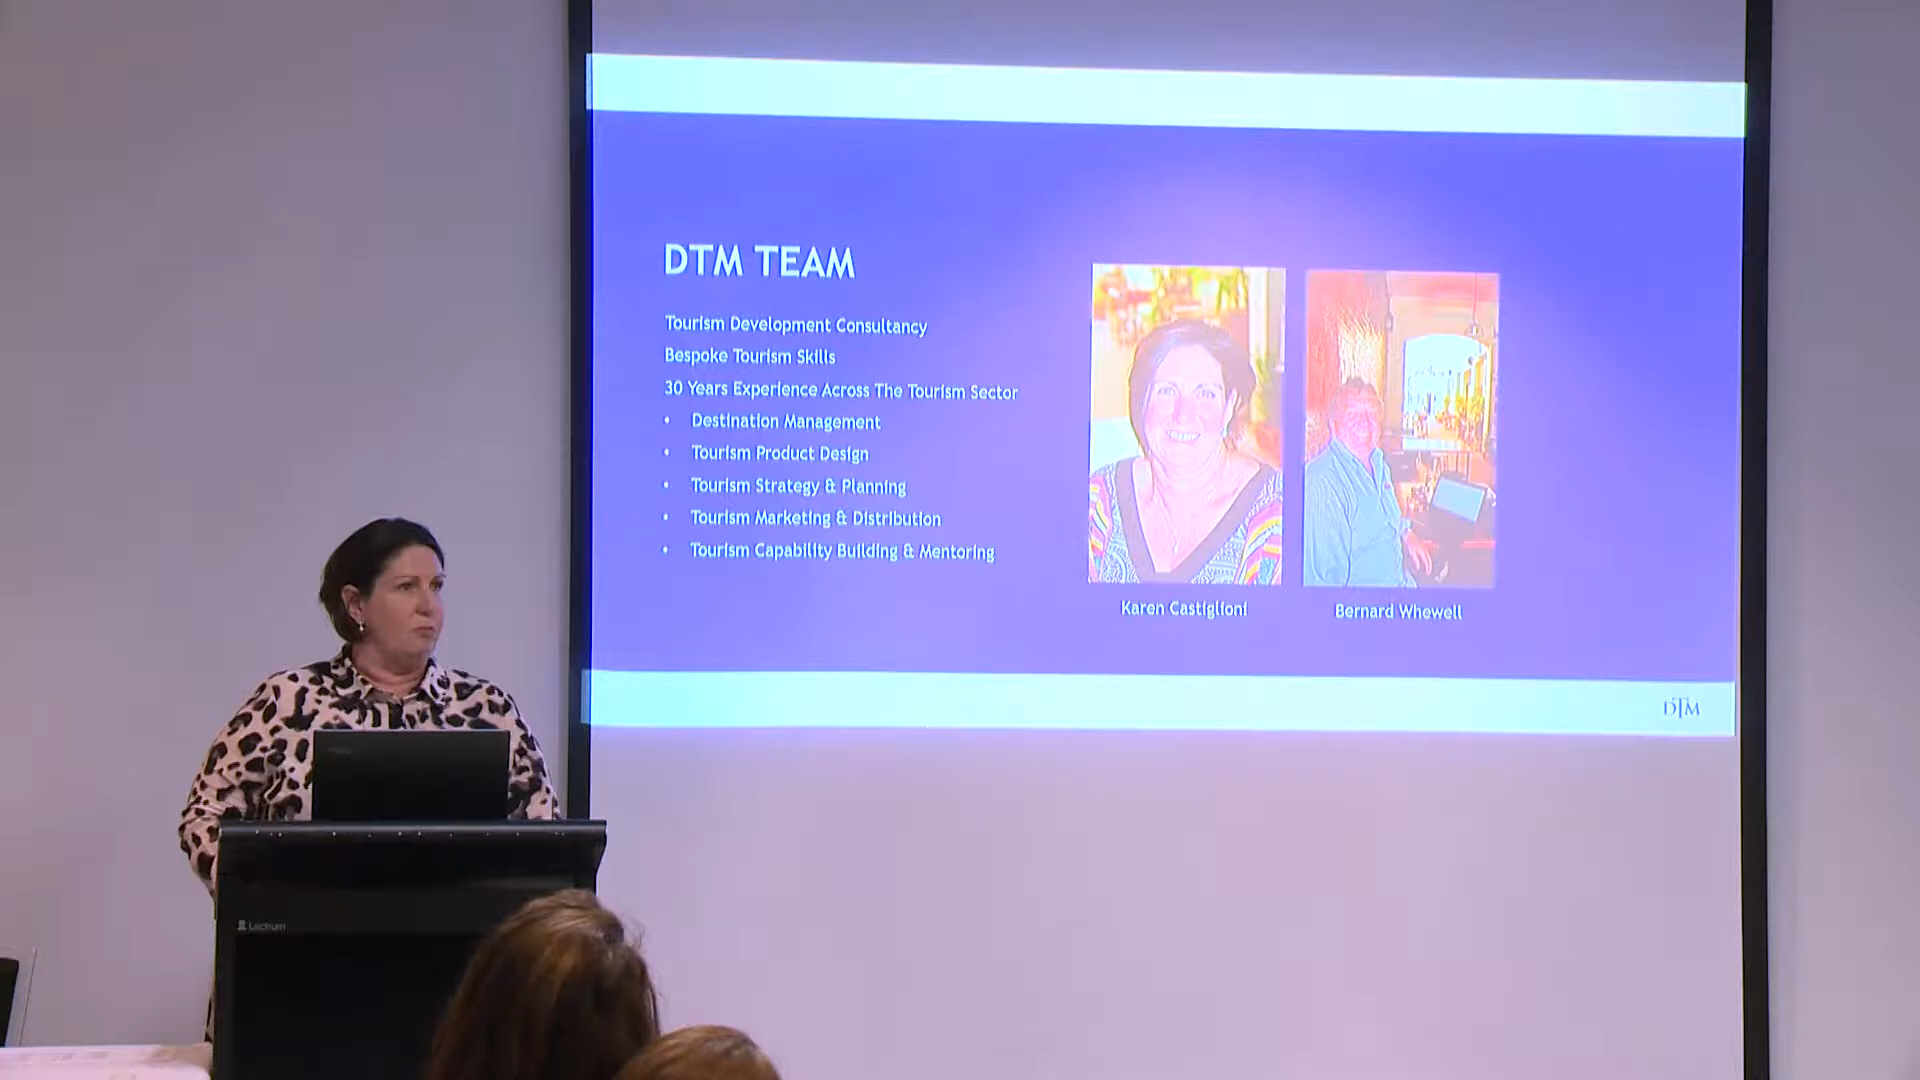 DTM TEAM
Tourism Development Consultancy
Bespoke Tourism Skills
30 Years Experience Across The Tourism Sector
• Destination Management
• Tourism Product Design
• Tourism Strategy & Planning
• Tourism Marketing & Distribution
• Tourism Capability Building & Mentoring
Karen Castiglioni
Bernard Whewell
DTM
Lectrum